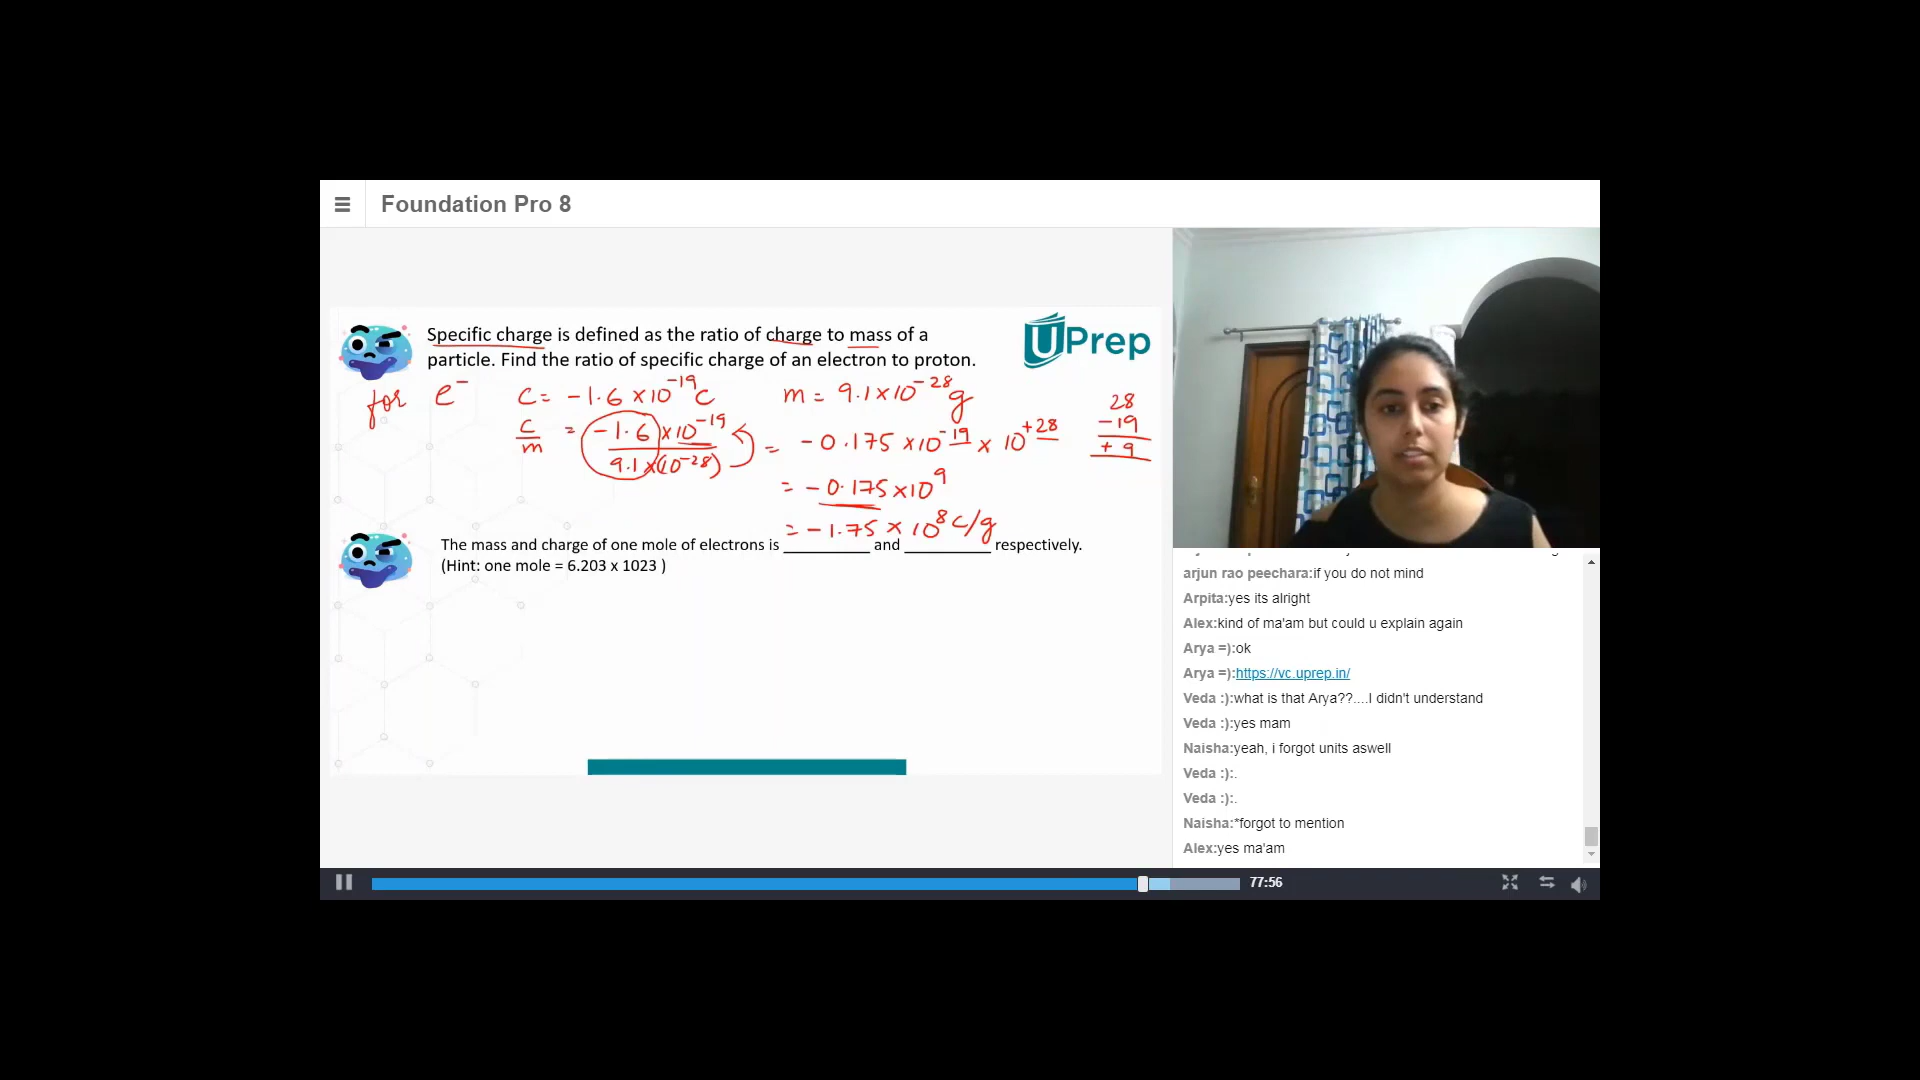 Foundation Pro 8
Specific charge is defined as the ratio of charge to mass of a
particle. Find the ratio of specific charge of an electron to proton.
UPrep
for e⁻ C = -1.6 × 10⁻¹⁹ C m = 9.1 × 10⁻²⁸ g
C/m = -1.6 × 10⁻¹⁹ / 9.1 × (10⁻²⁸) = -0.175 × 10⁻¹⁹ × 10⁺²⁸
28
-19
+9
= -0.175 × 10⁹
= -1.75 × 10⁸ C/g
The mass and charge of one mole of electrons is __________ and __________ respectively.
(Hint: one mole = 6.203 x 1023 )
arjun rao peechara:if you do not mind
Arpita:yes its alright
Alex:kind of ma'am but could u explain again
Arya =):ok
Arya =):https://vc.uprep.in/
Veda :):what is that Arya??....I didn't understand
Veda :):yes mam
Naisha:yeah, i forgot units aswell
Veda :):.
Veda :):.
Naisha:*forgot to mention
Alex:yes ma'am
77:56